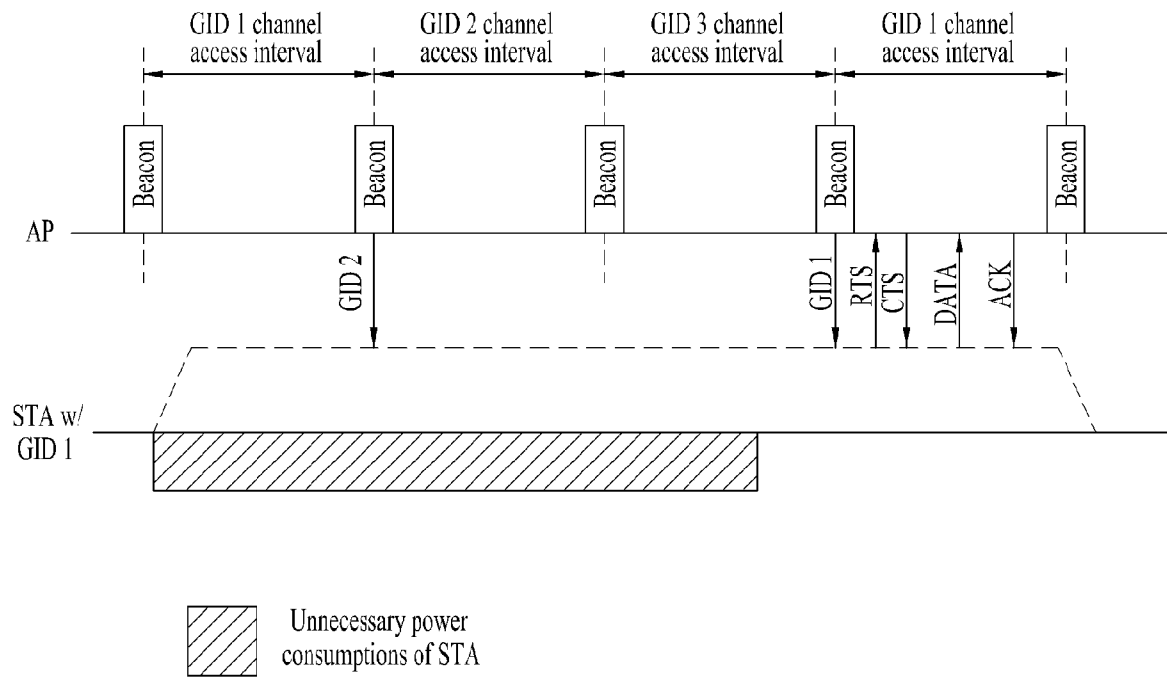 GID 1 channel
access interval
GID 2 channel
access interval
GID 3 channel
access interval
GID 1 channel
access interval
Beacon
Beacon
Beacon
Beacon
Beacon
AP
GID 2
GID 1
RTS
CTS
DATA
ACK
STA w/
GID 1
Unnecessary power
consumptions of STA